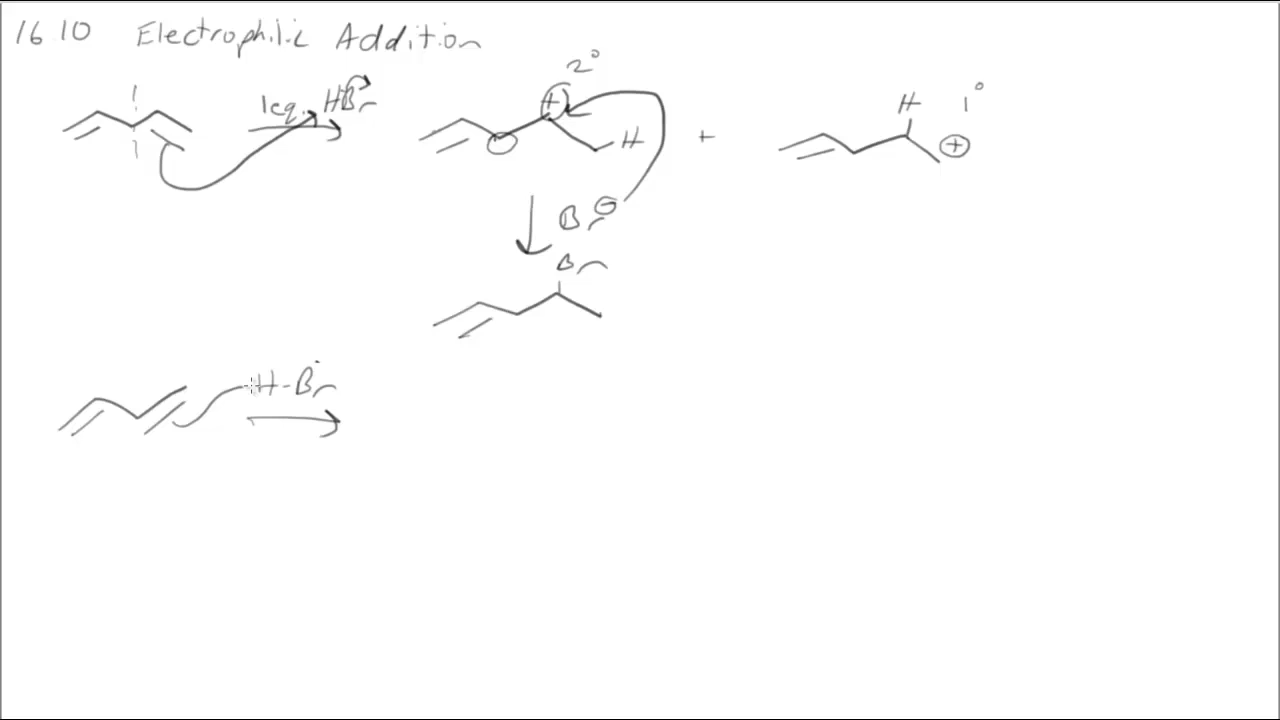 16 10 Electrophilic Addition
1eq. HBr
2°
+
H
+
H 1°
+
Br⊖
Br
H-Br